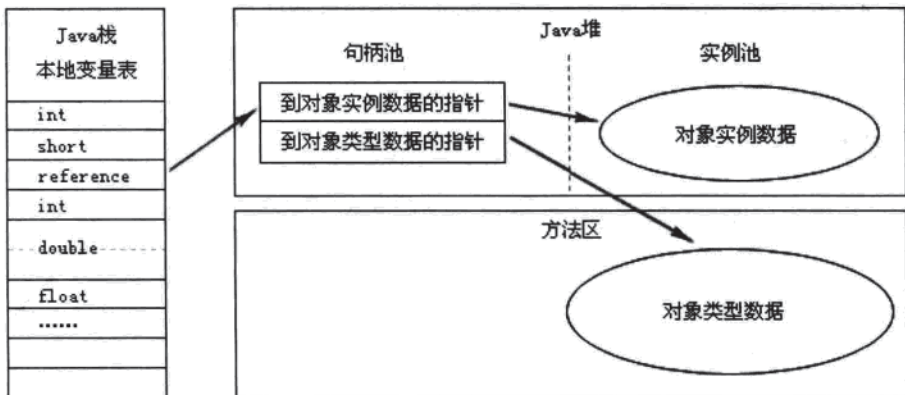 Java栈
本地变量表
int
short
reference
int
double
float
……
Java堆
句柄池
实例池
到对象实例数据的指针
到对象类型数据的指针
对象实例数据
方法区
对象类型数据